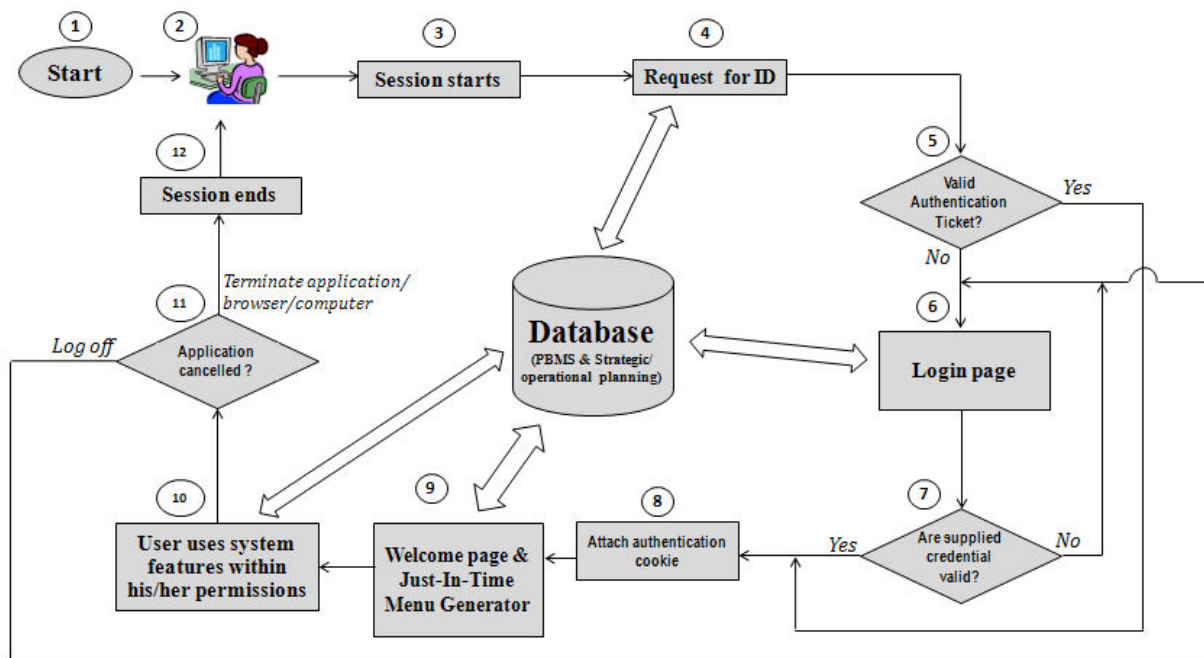 1
Start
2
3
Session starts
4
Request for ID
5
Valid
Authentication
Ticket?
Yes
No
6
Login page
7
Are supplied
credential
valid?
No
Yes
8
Attach authentication
cookie
9
Welcome page &
Just-In-Time
Menu Generator
10
User uses system
features within
his/her permissions
11
Application
cancelled ?
Log off
Terminate application/
browser/computer
12
Session ends
Database
(PBMS & Strategic/
operational planning)